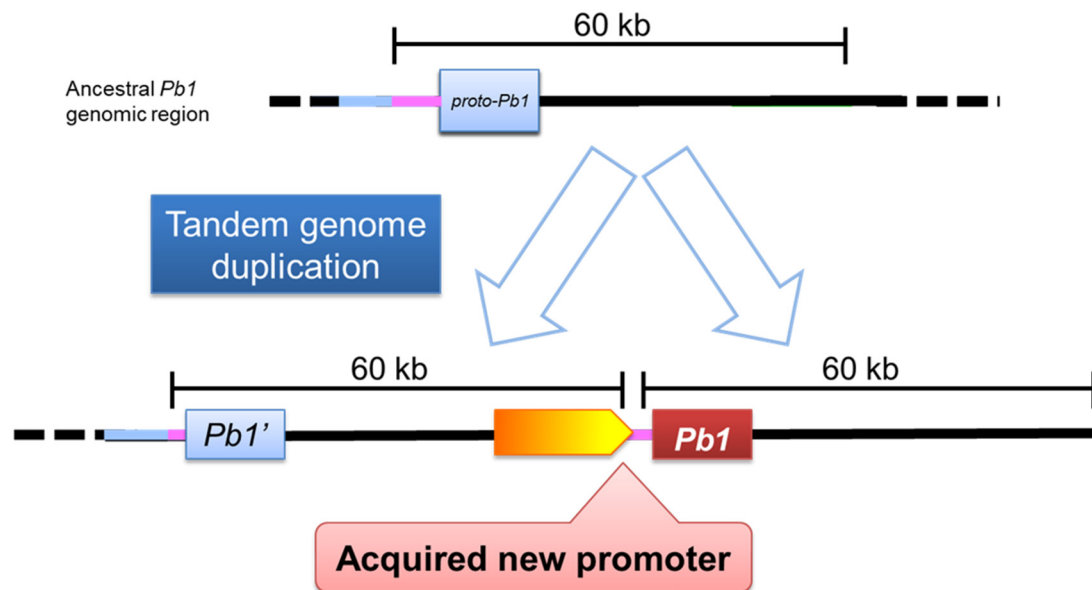 60 kb
Ancestral Pb1
genomic region
proto-Pb1
Tandem genome
duplication
60 kb
60 kb
Pb1’
Pb1
Acquired new promoter